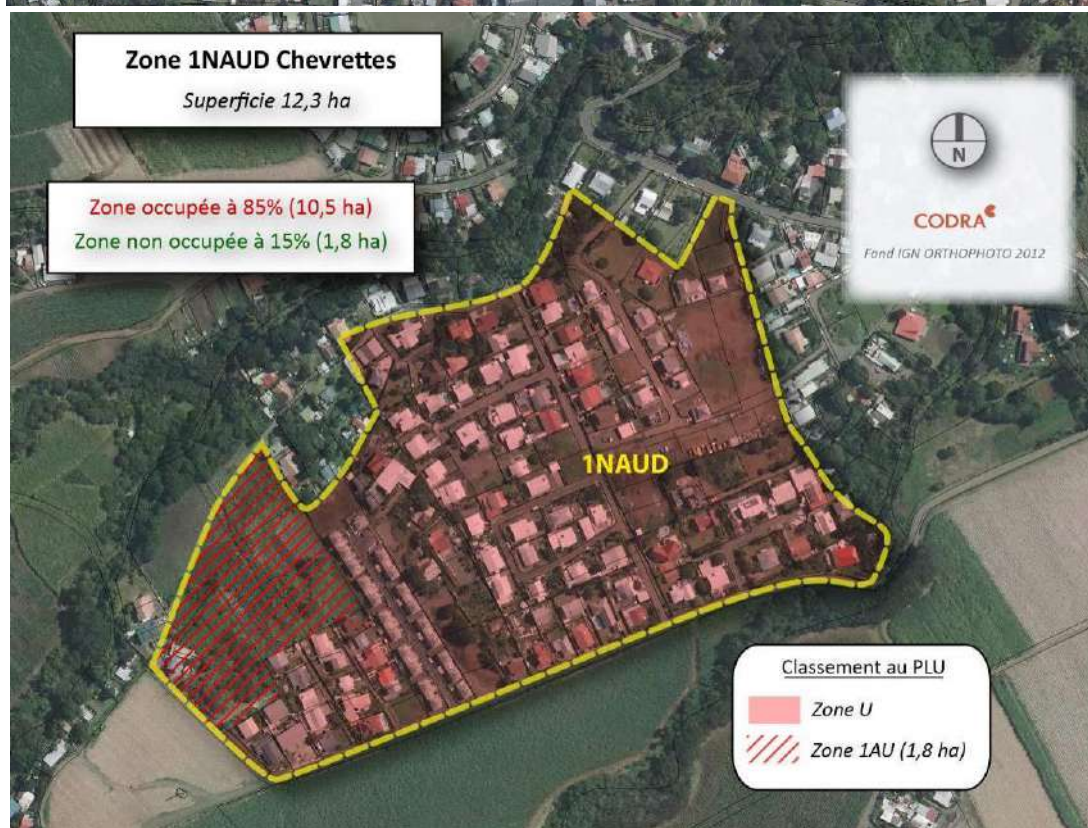 Zone 1NAUD Chevrettes
Superficie 12,3 ha
Zone occupée à 85% (10,5 ha)
Zone non occupée à 15% (1,8 ha)
N
CODRA
Fond IGN ORTHOPHOTO 2012
1NAUD
Classement au PLU
Zone U
Zone 1AU (1,8 ha)